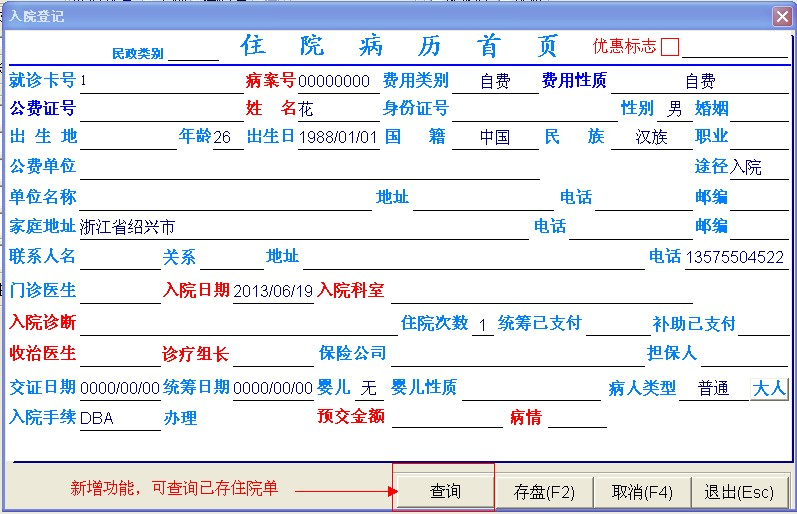 入院登记
民政类别 住 院 病 历 首 页 优惠标志
就诊卡号 1 病案号 00000000 费用类别 自费 费用性质 自费
公费证号 姓 名 花 身份证号 性别 男 婚姻
出 生 地 年龄 26 出生日 1988/01/01 国 籍 中国 民 族 汉族 职业
公费单位 途径 入院
单位名称 地址 电话 邮编
家庭地址 浙江省绍兴市 电话 邮编
联系人名 关系 地址 电话 13575504522
门诊医生 入院日期 2013/06/19 入院科室
入院诊断 住院次数 1 统筹已支付 补助已支付
收治医生 诊疗组长 保险公司 担保人
交证日期 0000/00/00 统筹日期 0000/00/00 婴儿 无 婴儿性质 病人类型 普通 大人
入院手续 DBA 办理 预交金额 病情
新增功能，可查询已存住院单 查询 存盘(F2) 取消(F4) 退出(Esc)